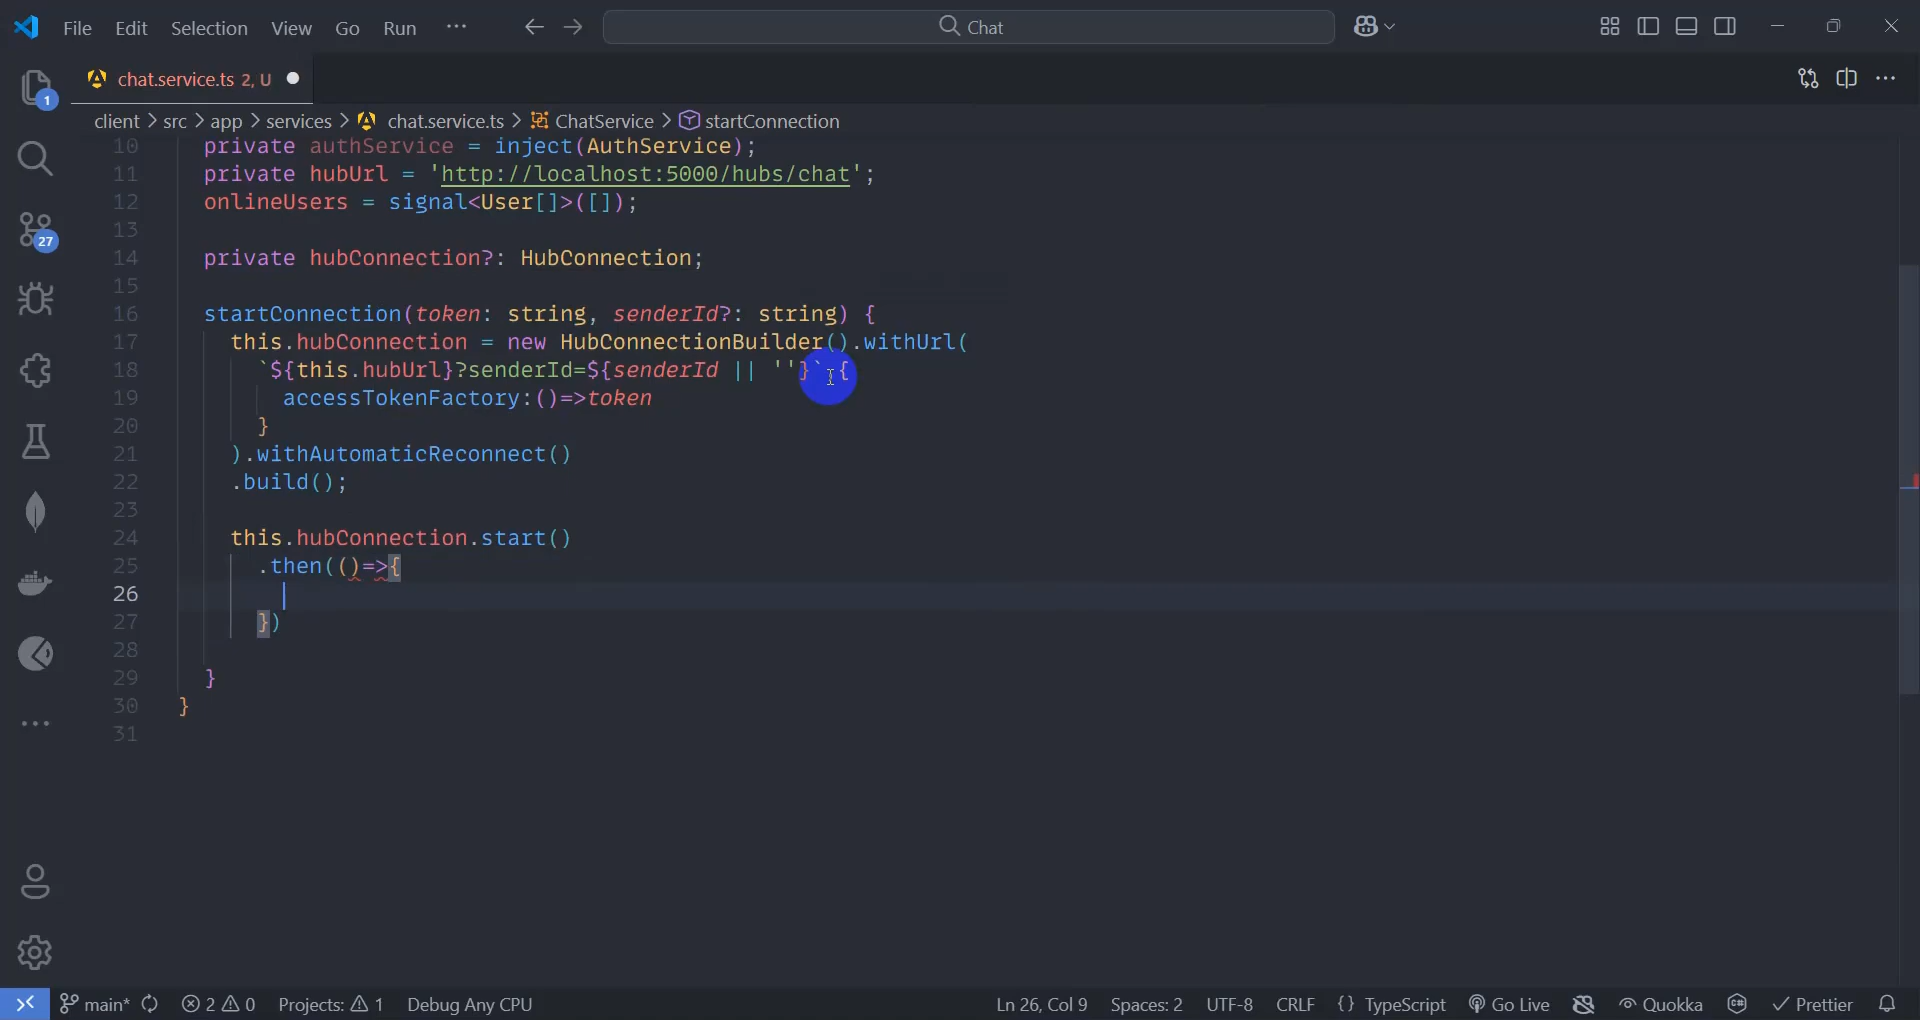 File Edit Selection View Go Run ··· Chat
chat.service.ts 2, U
client > src > app > services > chat.service.ts > ChatService > startConnection
1
27
10 private authService = inject(AuthService);
11 private hubUrl = 'http://localhost:5000/hubs/chat';
12 onlineUsers = signal<User[]>([]);
13
14 private hubConnection?: HubConnection;
15
16 startConnection(token: string, senderId?: string) {
17 this.hubConnection = new HubConnectionBuilder().withUrl(
18 `${this.hubUrl}?senderId=${senderId || ''}`,{
19 accessTokenFactory:()=>token
20 }
21 ).withAutomaticReconnect()
22 .build();
23
24 this.hubConnection.start()
25 .then(()=>{
26
27 })
28
29 }
30 }
31
main* 2 0 Projects: 1 Debug Any CPU Ln 26, Col 9 Spaces: 2 UTF-8 CRLF {} TypeScript Go Live Quokka Prettier